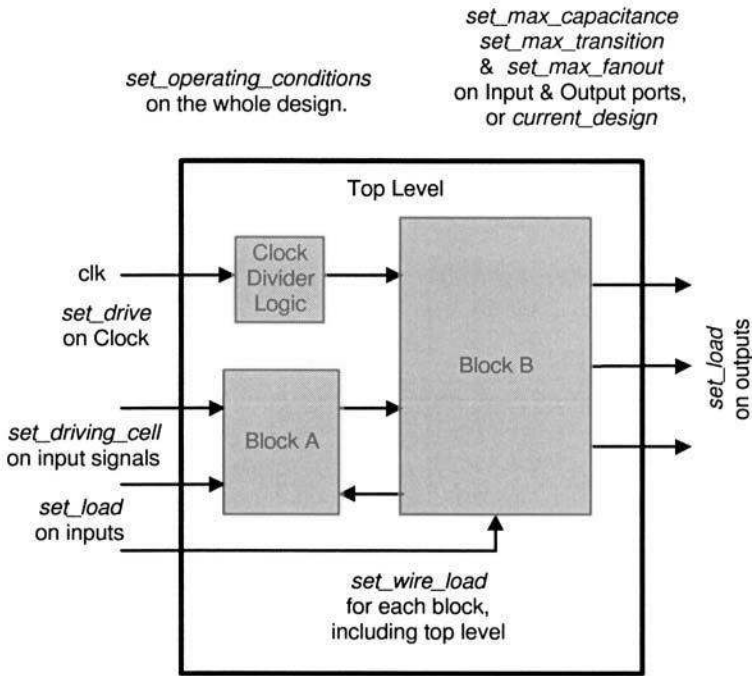 set_max_capacitance
set_max_transition
& set_max_fanout
on Input & Output ports,
or current_design
set_operating_conditions
on the whole design.
Top Level
clk
Clock
Divider
Logic
set_drive
on Clock
Block B
set_load
on outputs
Block A
set_driving_cell
on input signals
set_load
on inputs
set_wire_load
for each block,
including top level